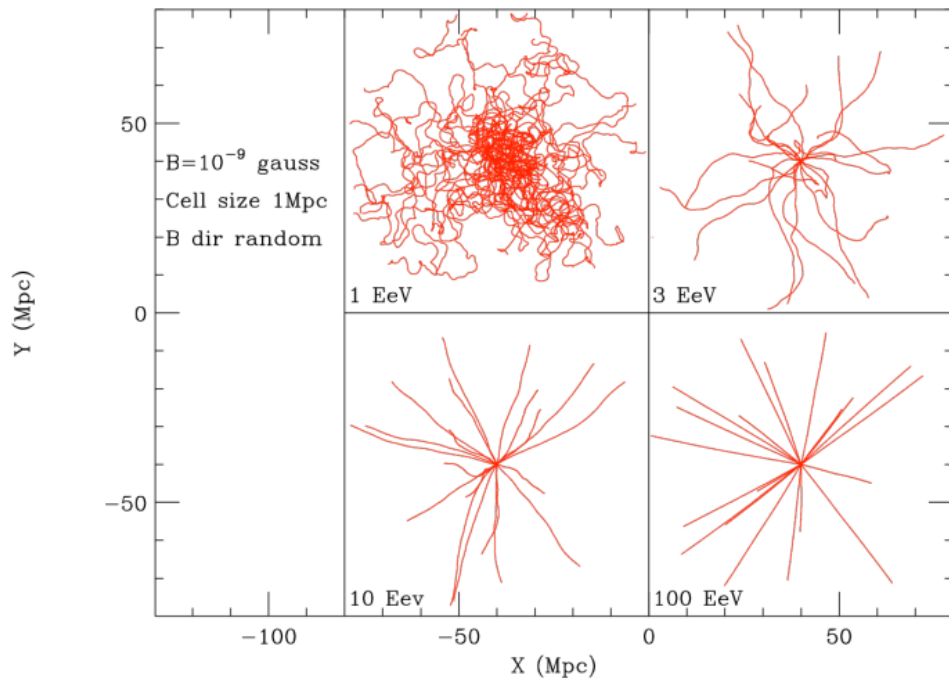 B=10⁻⁹ gauss
Cell size 1Mpc
B dir random
1 EeV
3 EeV
10 Eev
100 EeV
50
0
−50
Y (Mpc)
−100
−50
0
50
X (Mpc)